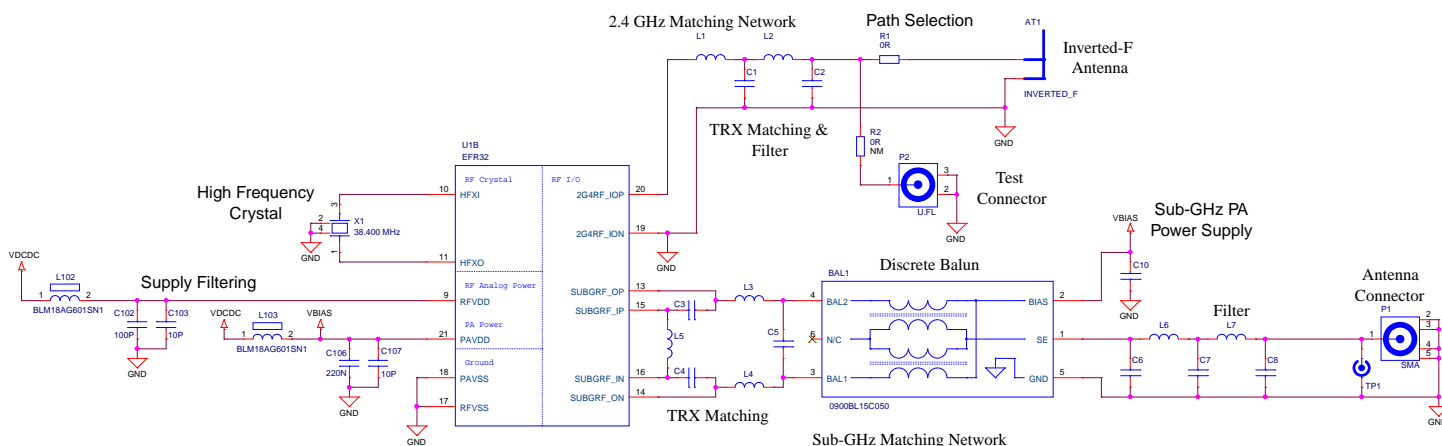 2.4 GHz Matching Network
Path Selection
L1
L2
R1
0R
AT1
Inverted-F
Antenna
C1
C2
INVERTED_F
GND
TRX Matching &
Filter
R2
0R
NM
P2
1
3
2
U.FL
GND
Test
Connector
U1B
EFR32
RF Crystal
RF I/O
High Frequency
Crystal
3
2
4
1
X1
38.400 MHz
GND
10
HFXI
11
HFXO
2G4RF_IOP
20
2G4RF_ION
19
GND
VDCDC
L102
1
2
BLM18AG601SN1
Supply Filtering
C102
100P
C103
10P
GND
RF Analog Power
9
RFVDD
VDCDC
L103
1
2
BLM18AG601SN1
VBIAS
C106
220N
C107
10P
GND
PA Power
21
PAVDD
Ground
18
PAVSS
17
RFVSS
GND
SUBGRF_OP
13
SUBGRF_IP
15
SUBGRF_IN
16
SUBGRF_ON
14
C3
L3
L5
C4
L4
C5
TRX Matching
Discrete Balun
BAL1
4
BAL2
6
N/C
3
BAL1
BIAS
2
SE
1
GND
5
0900BL15C050
Sub-GHz Matching Network
Sub-GHz PA
Power Supply
VBIAS
C10
GND
Filter
L6
L7
C6
C7
C8
TP1
Antenna
Connector
P1
1
2
3
4
5
SMA
GND